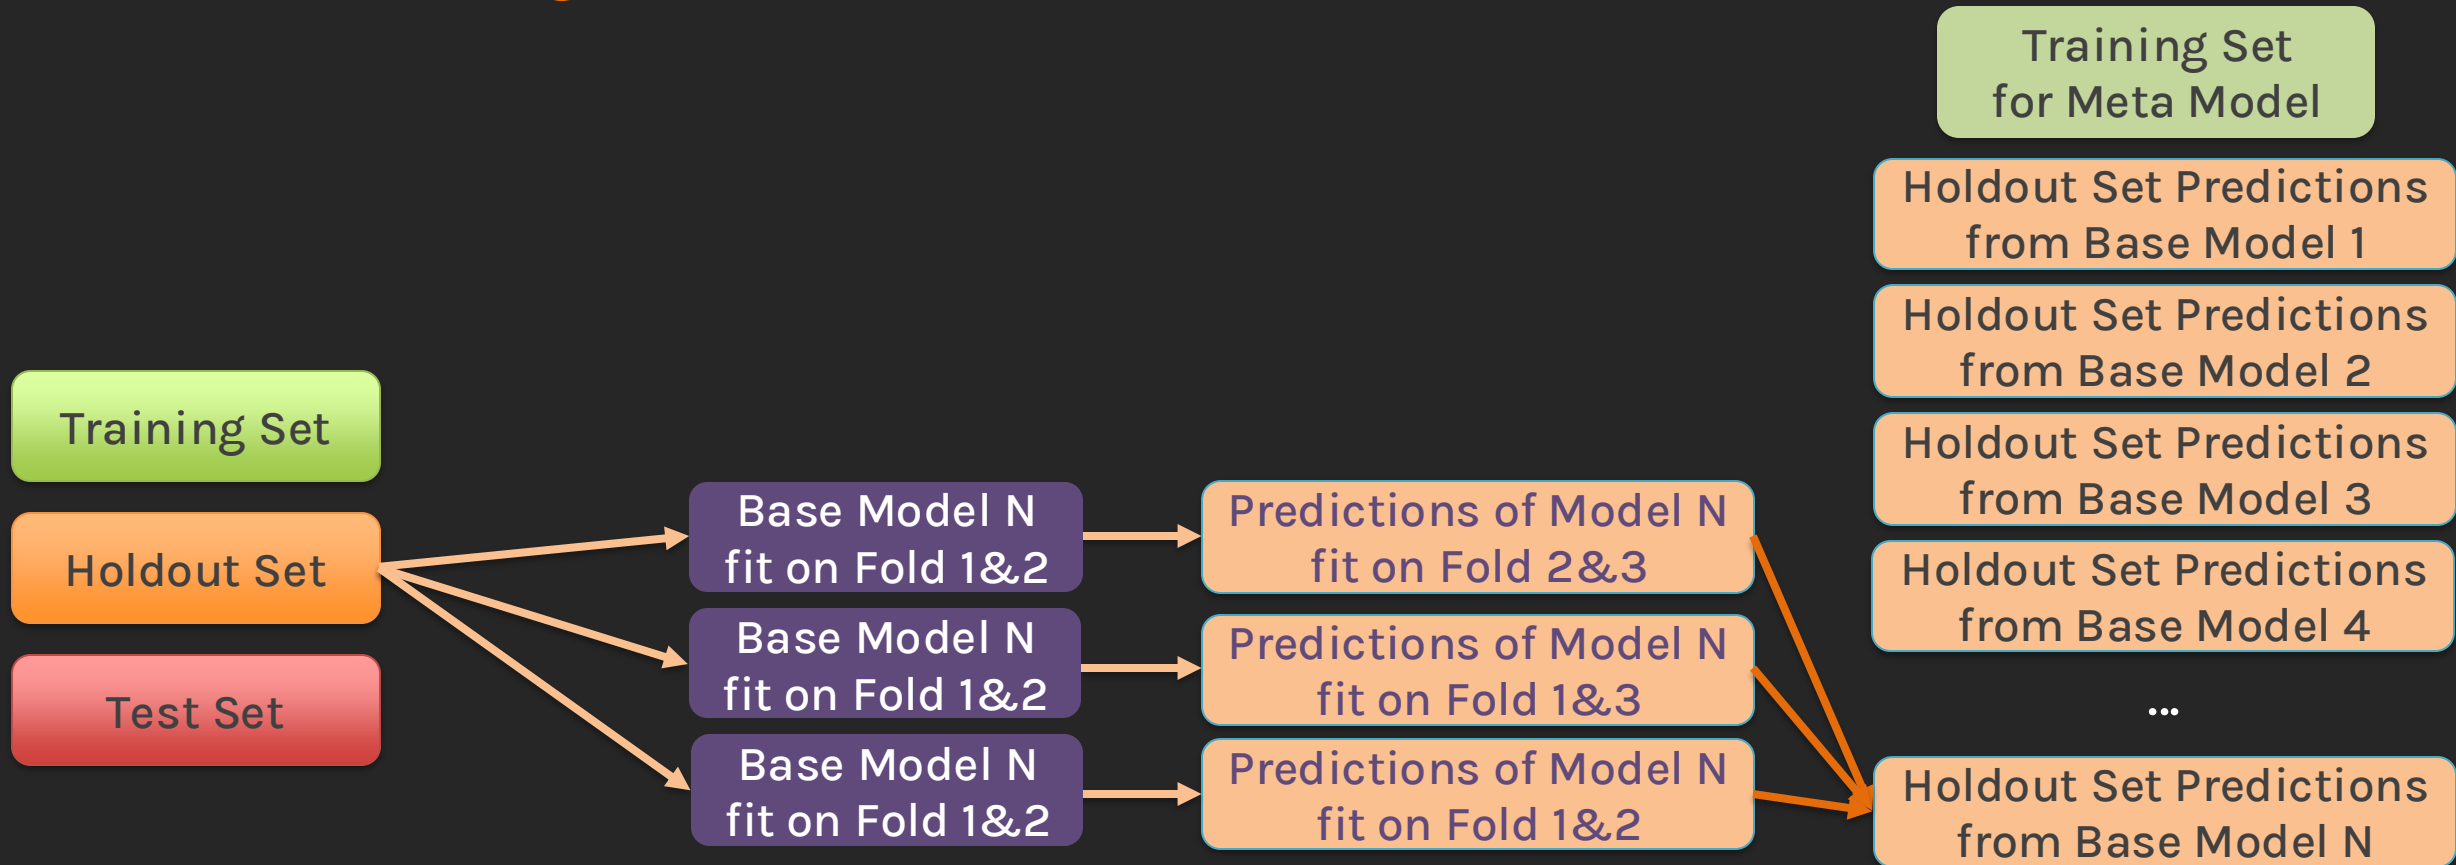 Training Set
Holdout Set
Test Set
Base Model N
fit on Fold 1&2
Base Model N
fit on Fold 1&2
Base Model N
fit on Fold 1&2
Predictions of Model N
fit on Fold 2&3
Predictions of Model N
fit on Fold 1&3
Predictions of Model N
fit on Fold 1&2
Training Set
for Meta Model
Holdout Set Predictions
from Base Model 1
Holdout Set Predictions
from Base Model 2
Holdout Set Predictions
from Base Model 3
Holdout Set Predictions
from Base Model 4
...
Holdout Set Predictions
from Base Model N